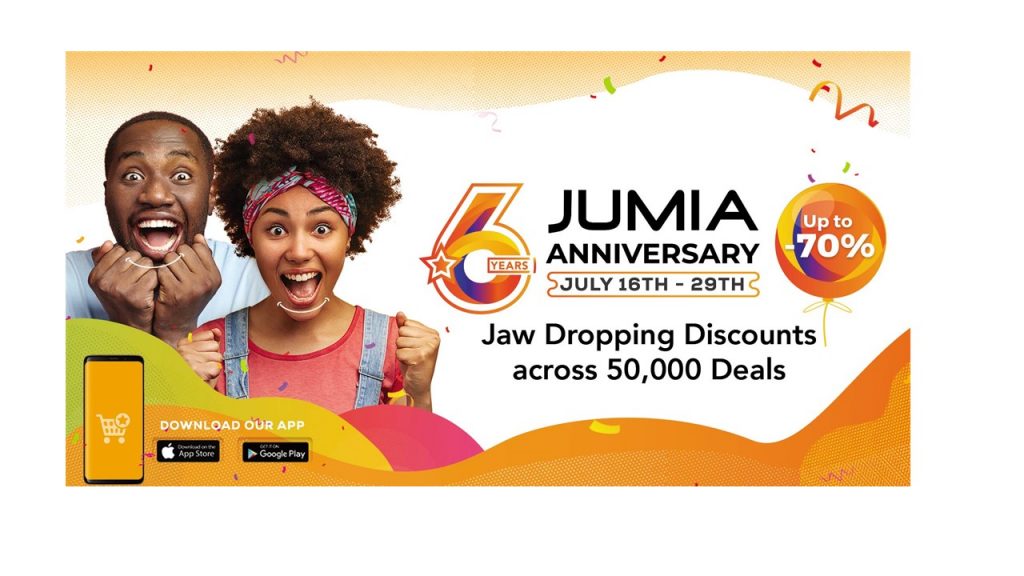 6
YEARS
JUMIA
ANNIVERSARY
JULY 16TH - 29TH
Up to
-70%
Jaw Dropping Discounts
across 50,000 Deals
DOWNLOAD OUR APP
Download on the
App Store
GET IT ON
Google Play